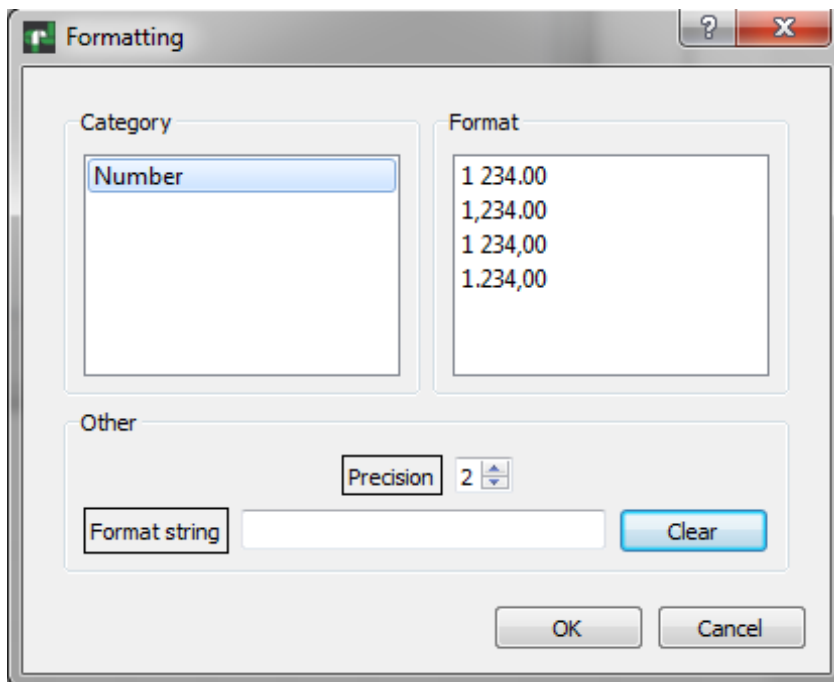 Formatting
Category
Number
Format
1 234.00
1,234.00
1 234,00
1.234,00
Other
Precision 2
Format string
Clear
OK Cancel